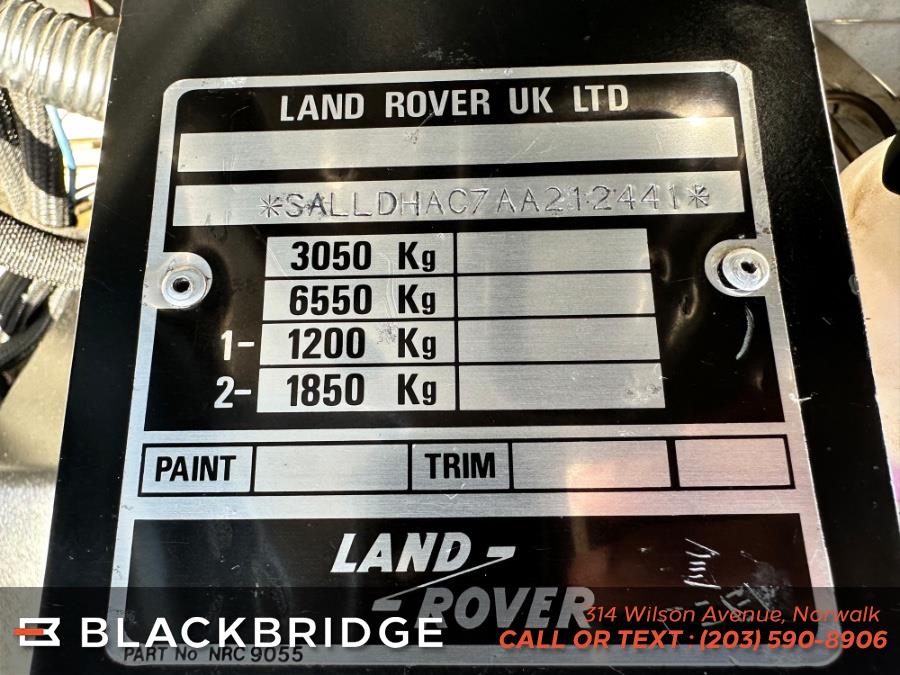 LAND ROVER UK LTD
*SALLDHAC7AA212441*
3050 Kg
6550 Kg
1- 1200 Kg
2- 1850 Kg
PAINT TRIM
LAND -
- ROVER
314 Wilson Avenue, Norwalk
BLACKBRIDGE
CALL OR TEXT : (203) 590-8906
PART No NRC 9055